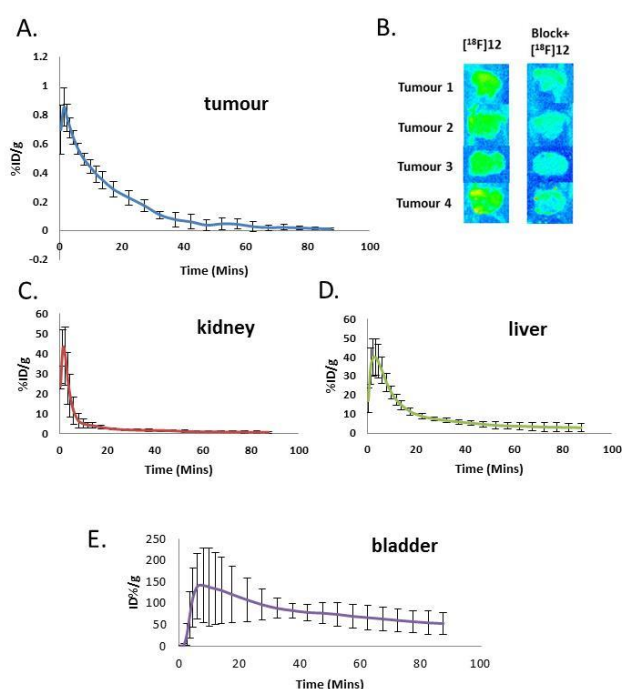 A.
1.2
1
0.8
0.6
0.4
0.2
0
-0.2
%ID/g
tumour
0 20 40 60 80 100
Time (Mins)
B.
[¹⁸F]12
Block+
[¹⁸F]12
Tumour 1
Tumour 2
Tumour 3
Tumour 4
C.
60
50
40
30
20
10
0
%ID/g
kidney
0 20 40 60 80 100
Time (Mins)
D.
60
50
40
30
20
10
0
%ID/g
liver
0 20 40 60 80 100
Time (Mins)
E.
250
200
150
100
50
0
ID%/g
bladder
0 20 40 60 80 100
Time (Mins)